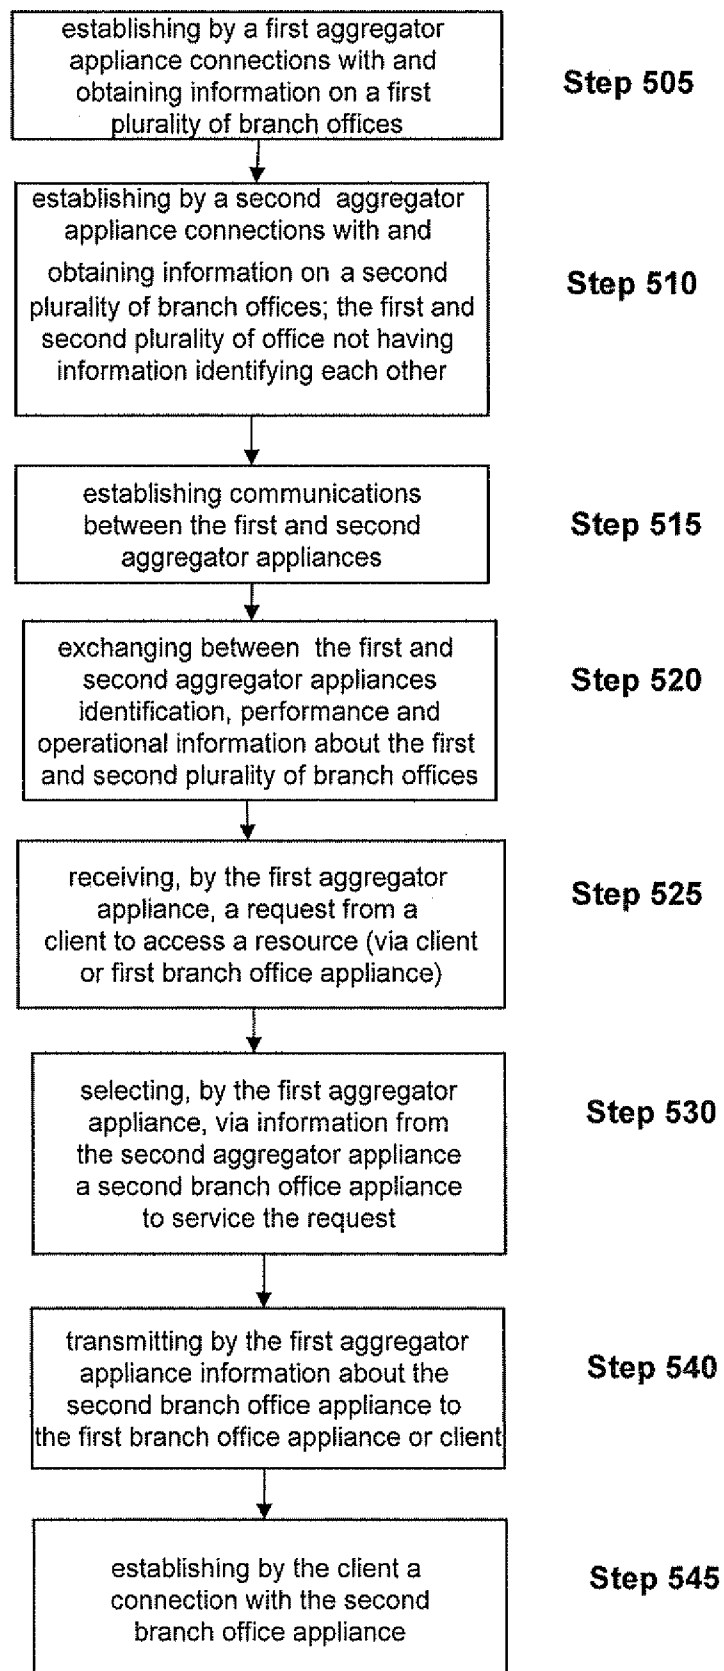 establishing by a first aggregator
appliance connections with and
obtaining information on a first
plurality of branch offices
Step 505
establishing by a second aggregator
appliance connections with and
obtaining information on a second
plurality of branch offices; the first and
second plurality of office not having
information identifying each other
Step 510
establishing communications
between the first and second
aggregator appliances
Step 515
exchanging between the first and
second aggregator appliances
identification, performance and
operational information about the first
and second plurality of branch offices
Step 520
receiving, by the first aggregator
appliance, a request from a
client to access a resource (via client
or first branch office appliance)
Step 525
selecting, by the first aggregator
appliance, via information from
the second aggregator appliance
a second branch office appliance
to service the request
Step 530
transmitting by the first aggregator
appliance information about the
second branch office appliance to
the first branch office appliance or client
Step 540
establishing by the client a
connection with the second
branch office appliance
Step 545